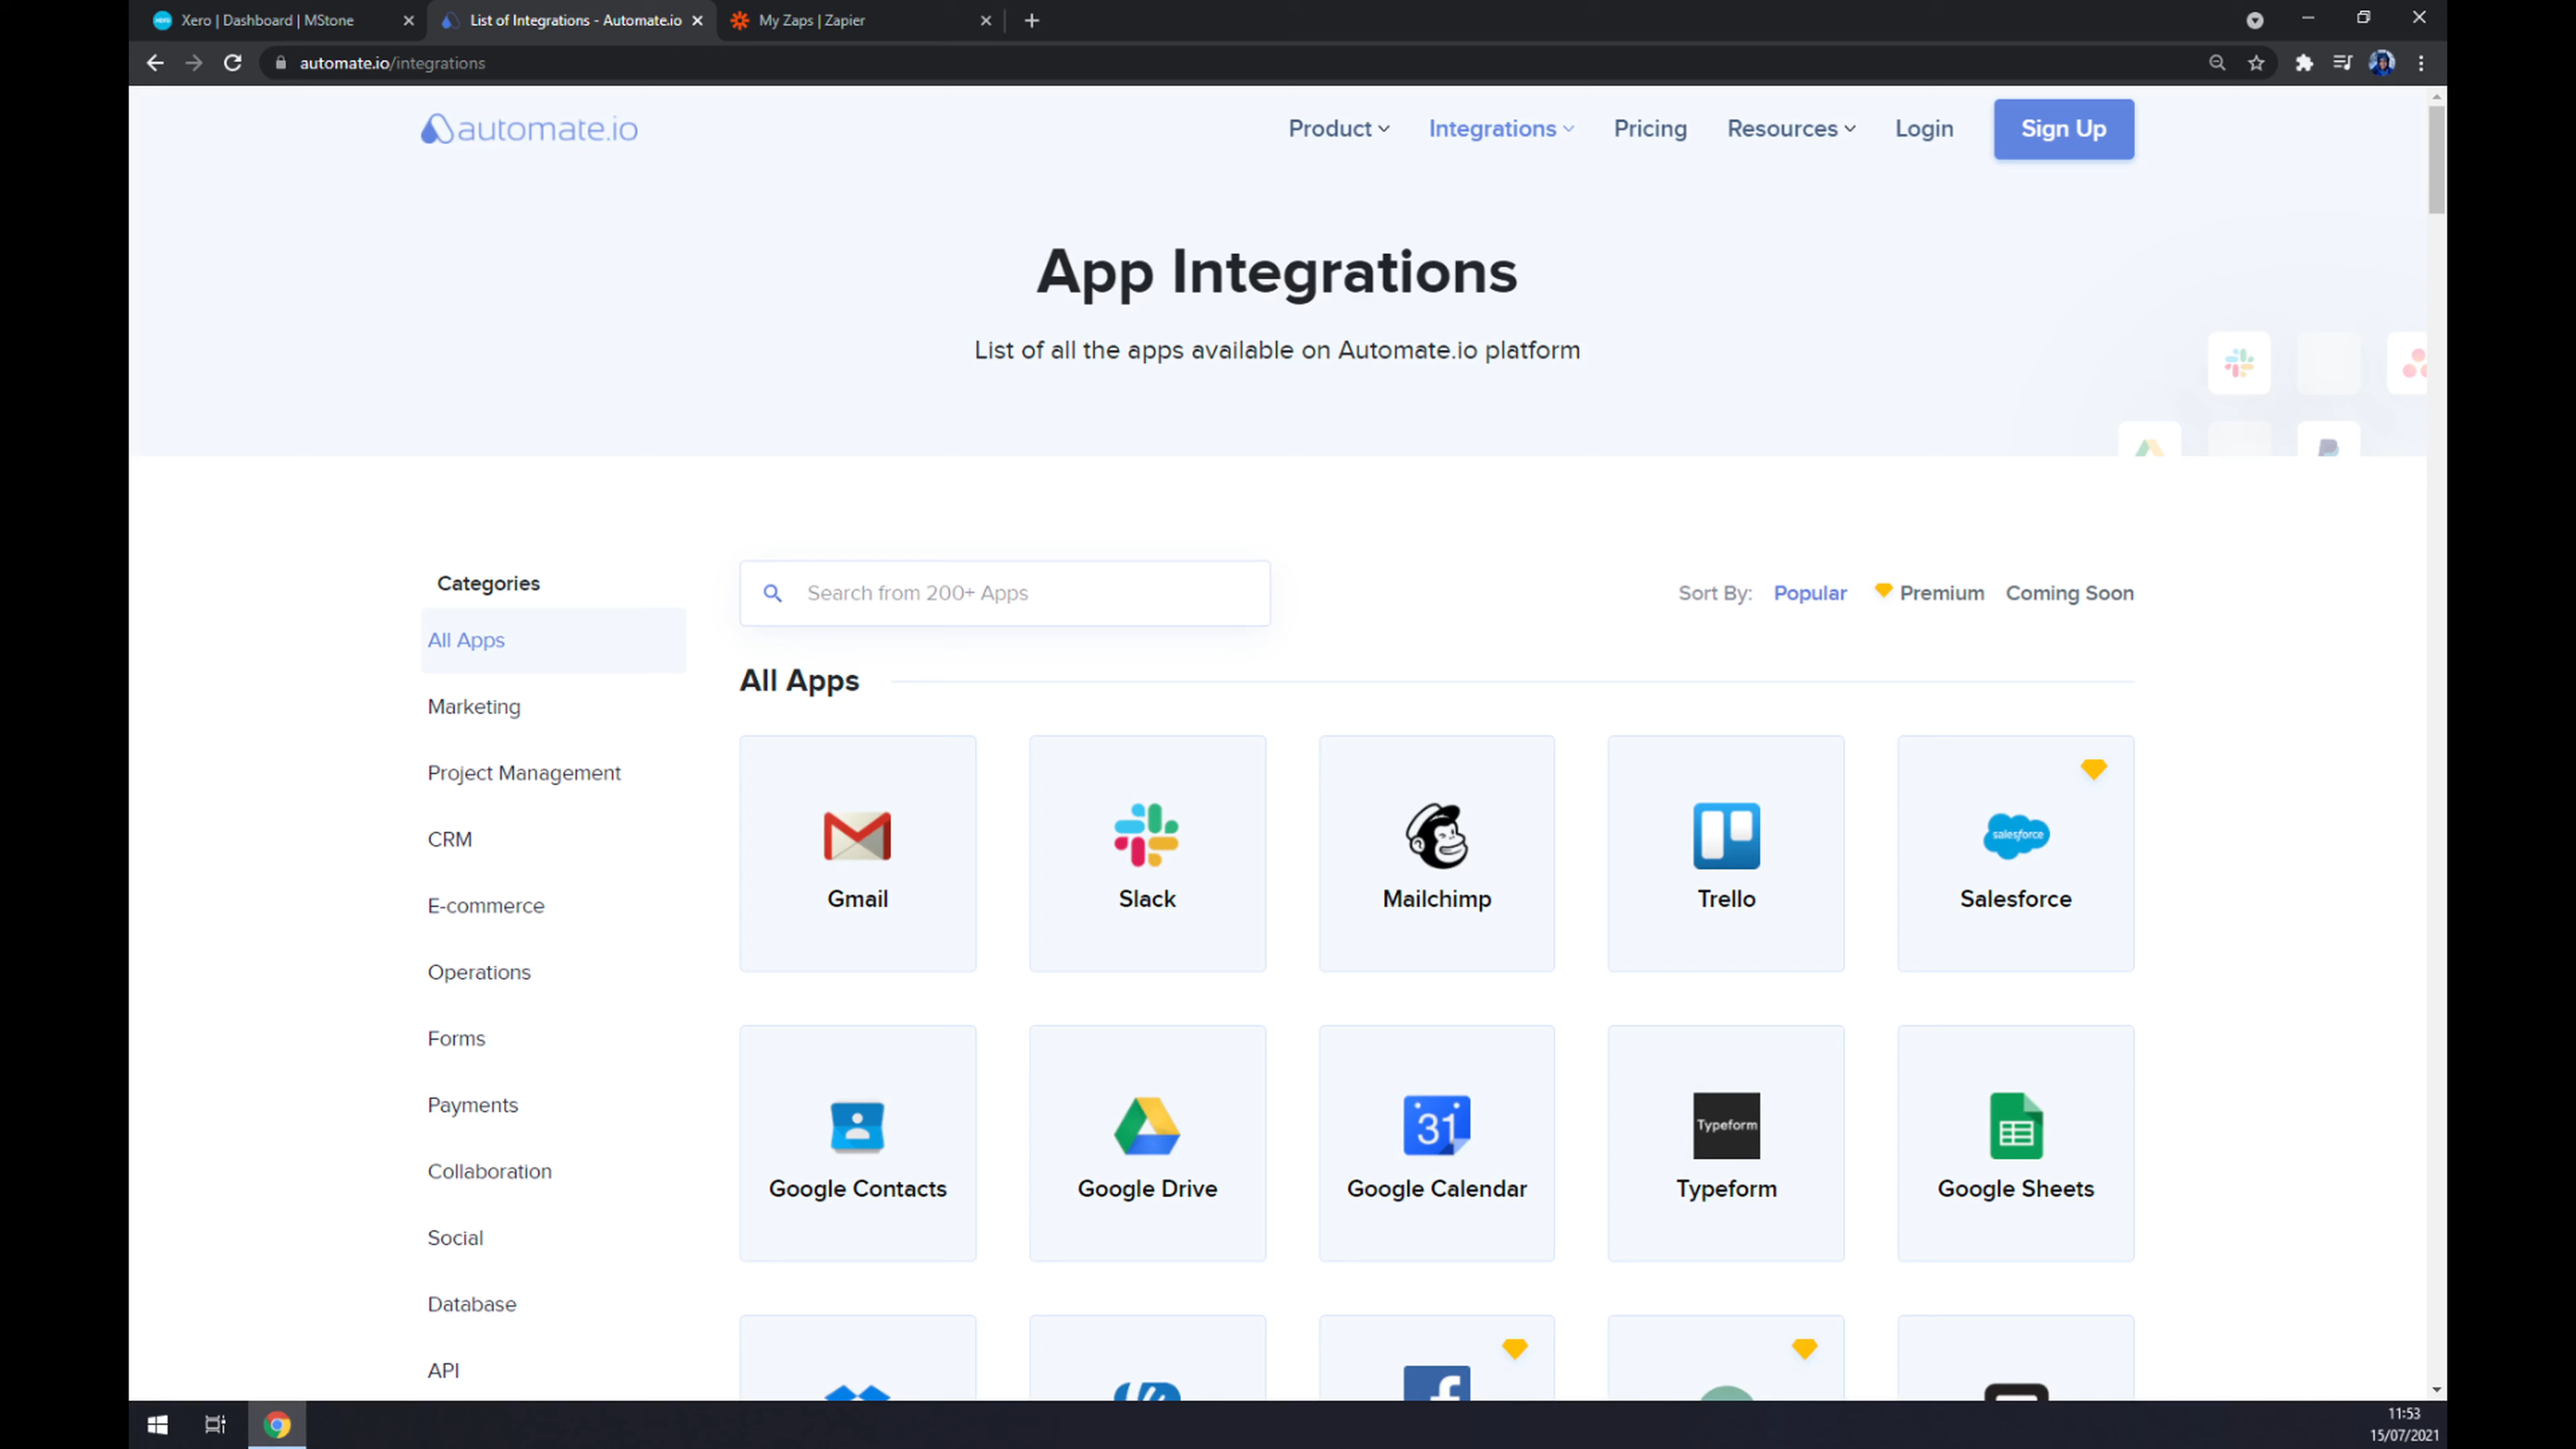 Xero | Dashboard | MStone
List of Integrations - Automate.io
My Zaps | Zapier
automate.io/integrations
automate.io
Product
Integrations
Pricing
Resources
Login
Sign Up
App Integrations
List of all the apps available on Automate.io platform
Categories
All Apps
Marketing
Project Management
CRM
E-commerce
Operations
Forms
Payments
Collaboration
Social
Database
API
Search from 200+ Apps
Sort By: Popular Premium Coming Soon
All Apps
Gmail
Slack
Mailchimp
Trello
salesforce
Salesforce
Google Contacts
Google Drive
31
Google Calendar
Typeform
Typeform
Google Sheets
11:53
15/07/2021